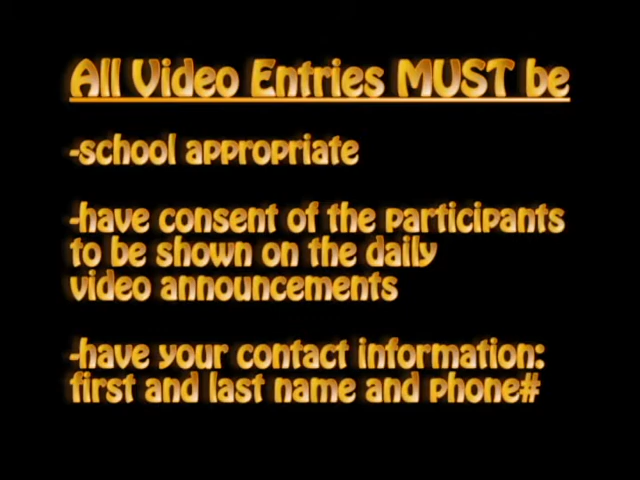 All Video Entries MUST be
-school appropriate
-have consent of the participants
to be shown on the daily
video announcements
-have your contact information:
first and last name and phone#